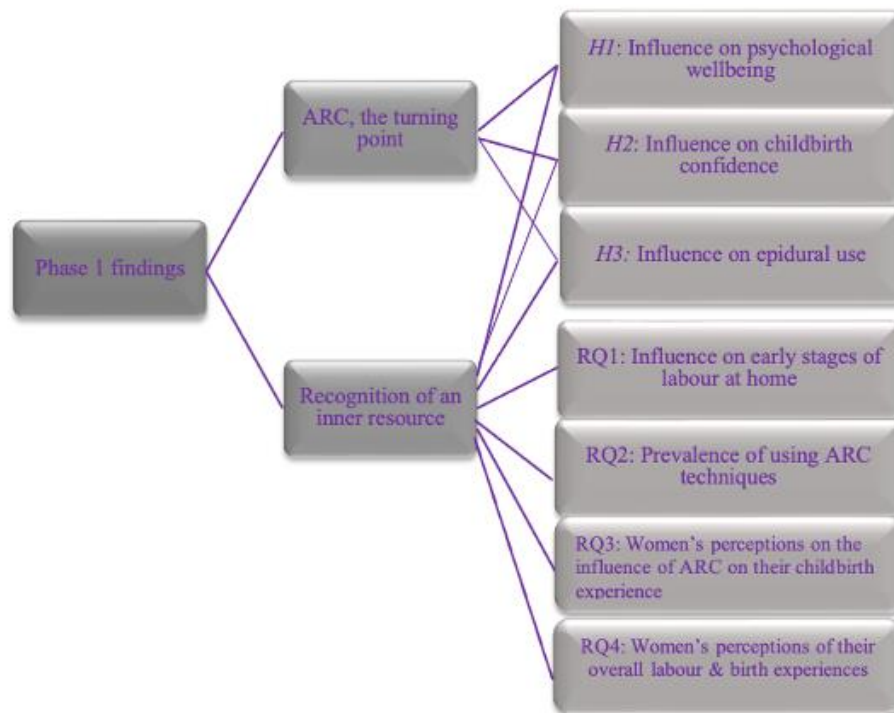 H1: Influence on psychological
wellbeing
ARC, the turning
point
H2: Influence on childbirth
confidence
H3: Influence on epidural use
Phase 1 findings
RQ1: Influence on early stages of
labour at home
Recognition of an
inner resource
RQ2: Prevalence of using ARC
techniques
RQ3: Women's perceptions on the
influence of ARC on their childbirth
experience
RQ4: Women's perceptions of their
overall labour & birth experiences